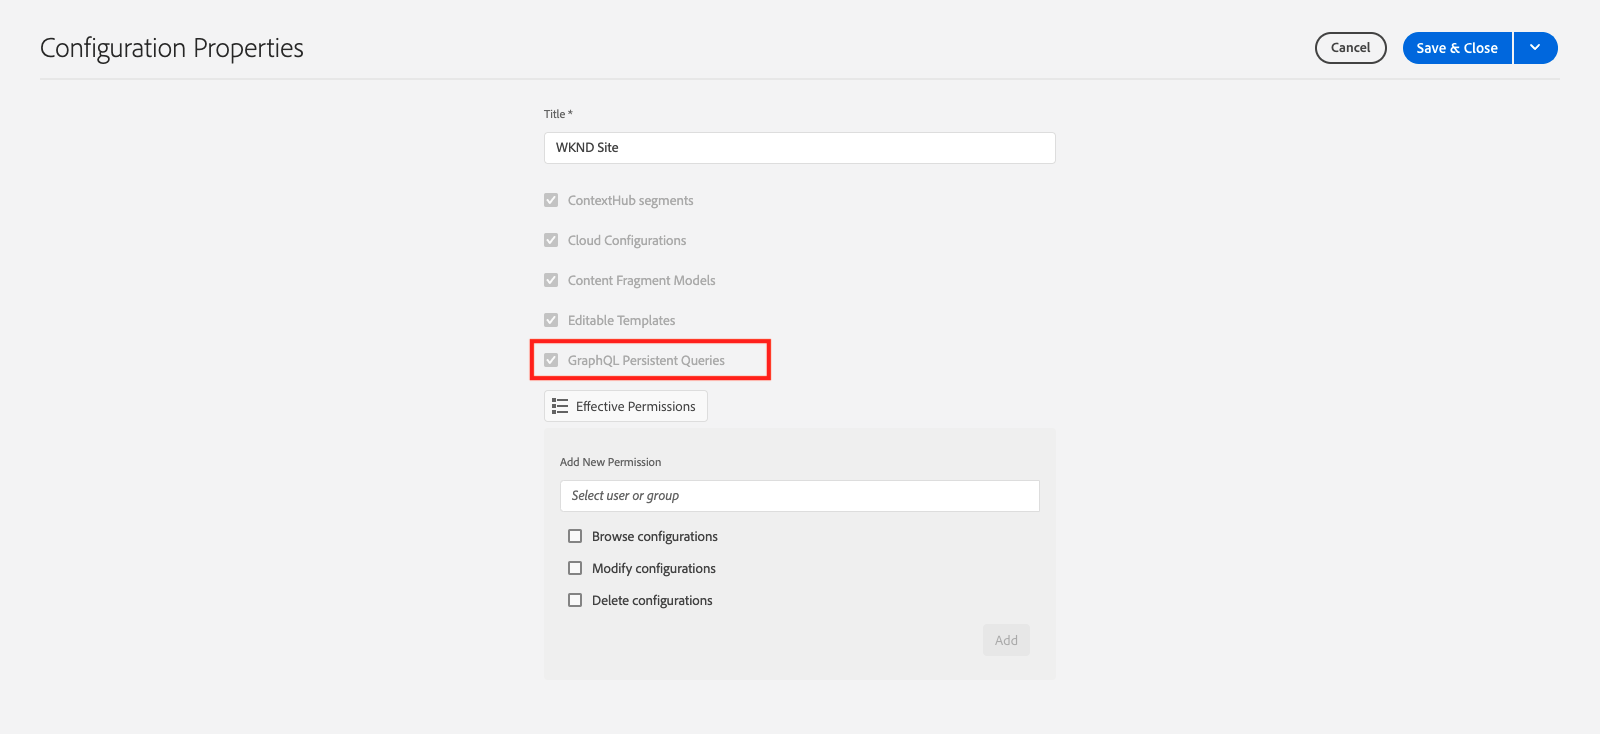 Configuration Properties
Cancel
Save & Close
Title *
WKND Site
ContextHub segments
Cloud Configurations
Content Fragment Models
Editable Templates
GraphQL Persistent Queries
Effective Permissions
Add New Permission
Select user or group
Browse configurations
Modify configurations
Delete configurations
Add